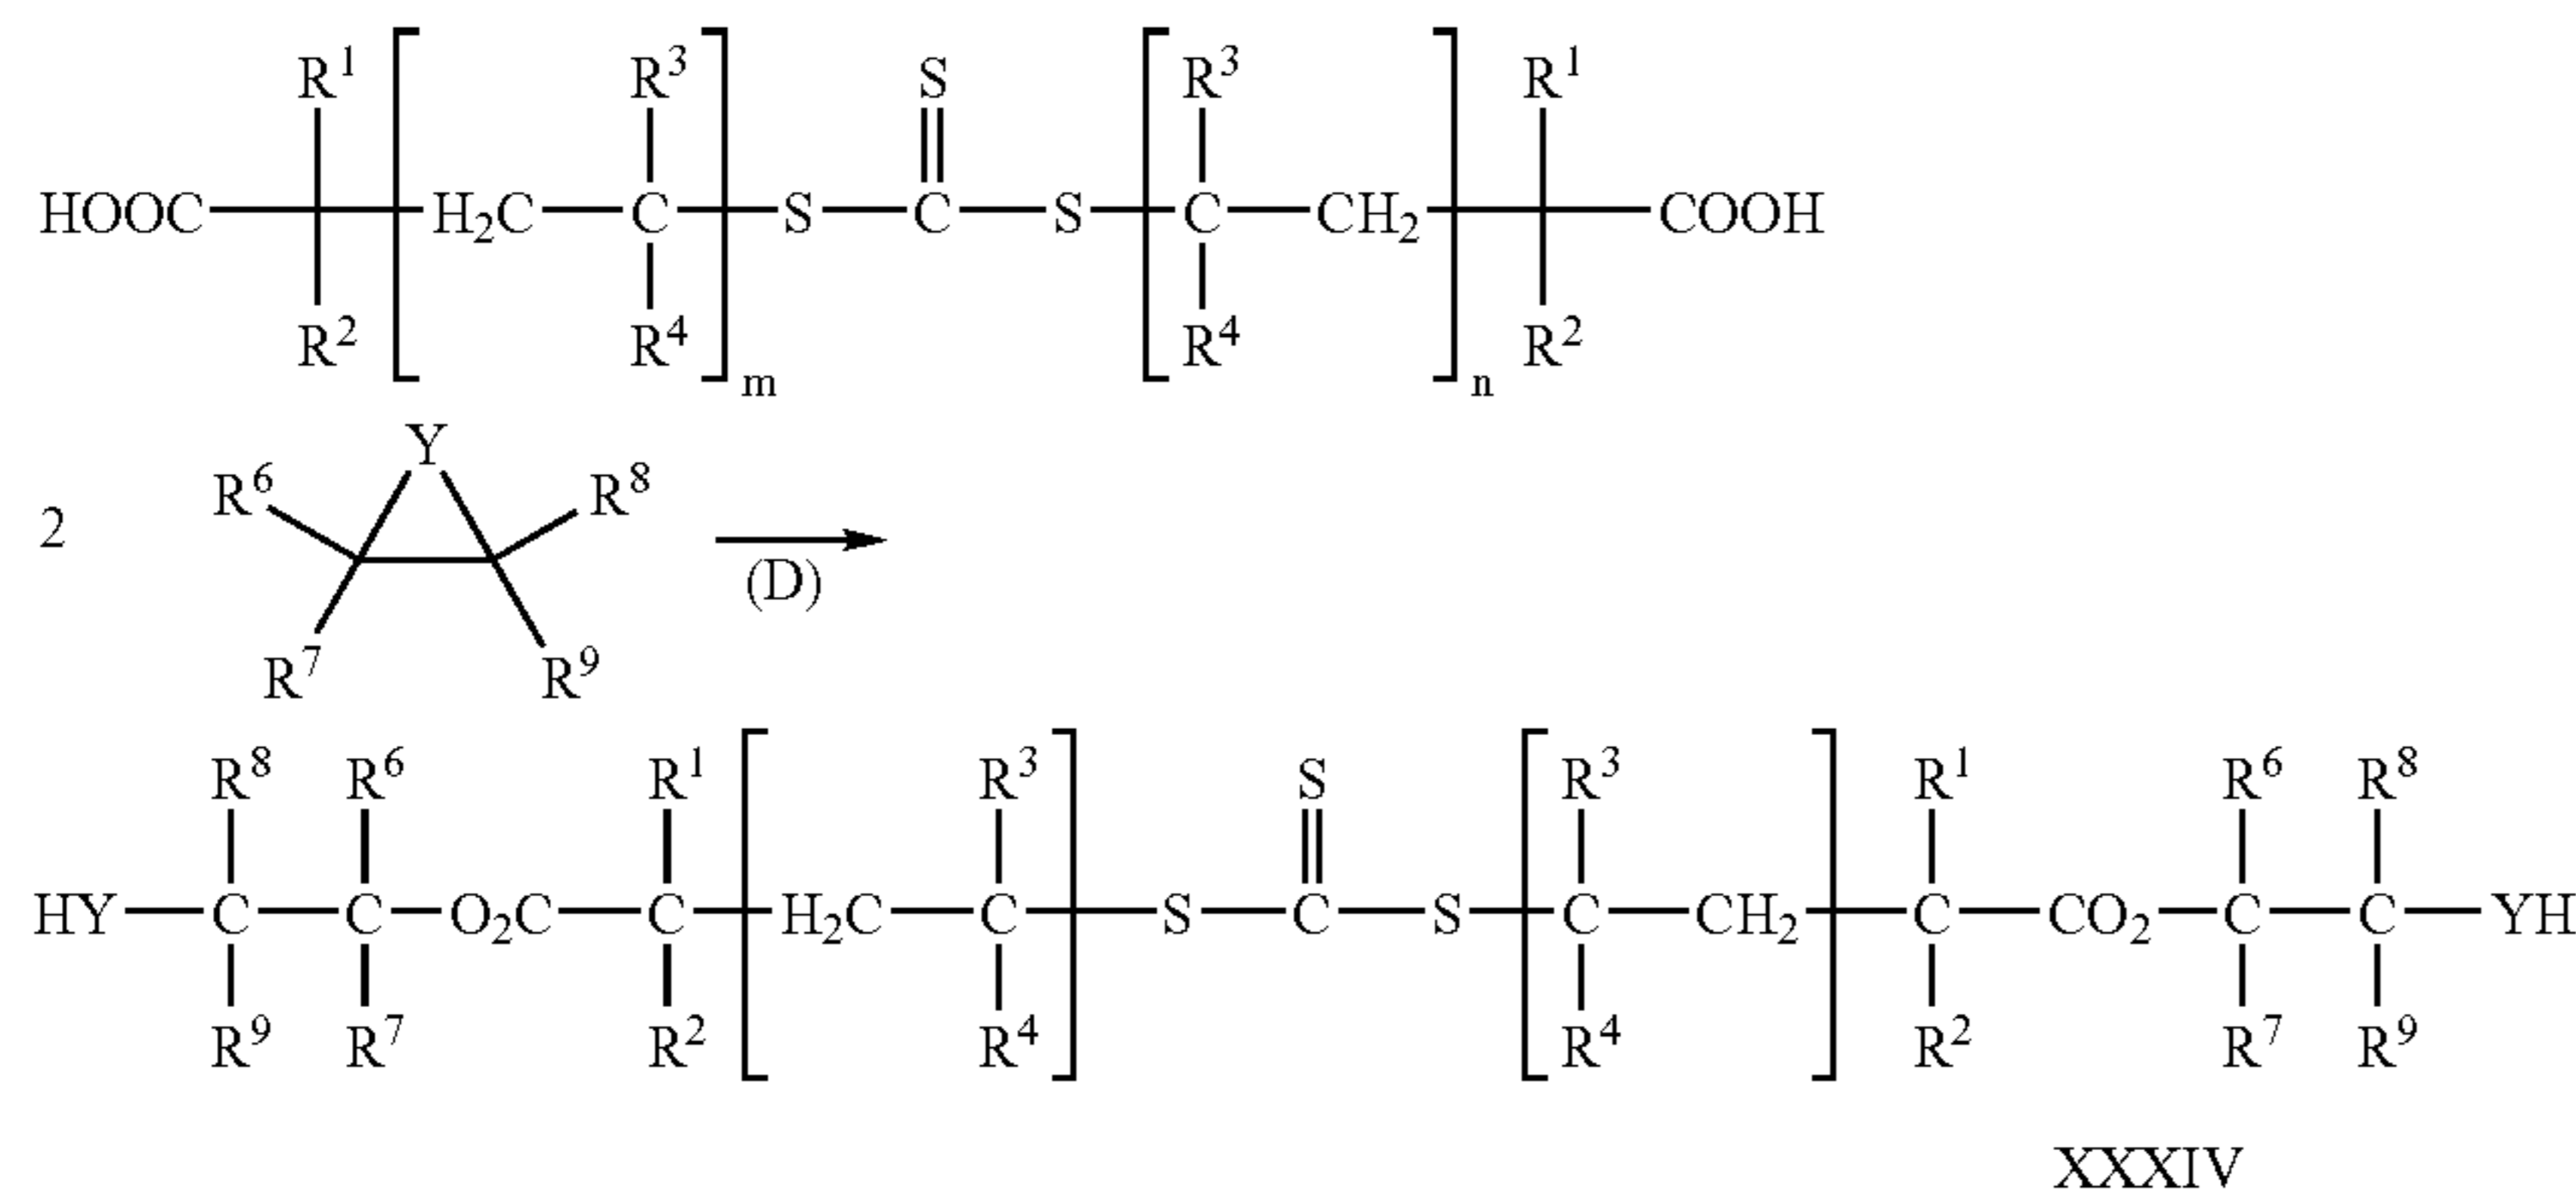 R¹ R³ S R³ R¹
HOOC H₂C C S C S C CH₂ COOH
R² R⁴ R⁴ R²
m n
Y
R⁶ R⁸
2
(D)
R⁷ R⁹
R⁸ R⁶ R¹ R³ S R³ R¹ R⁶ R⁸
HY C C O₂C C H₂C C S C S C CH₂ C CO₂ C C YH
R⁹ R⁷ R² R⁴ R⁴ R² R⁷ R⁹
XXXIV